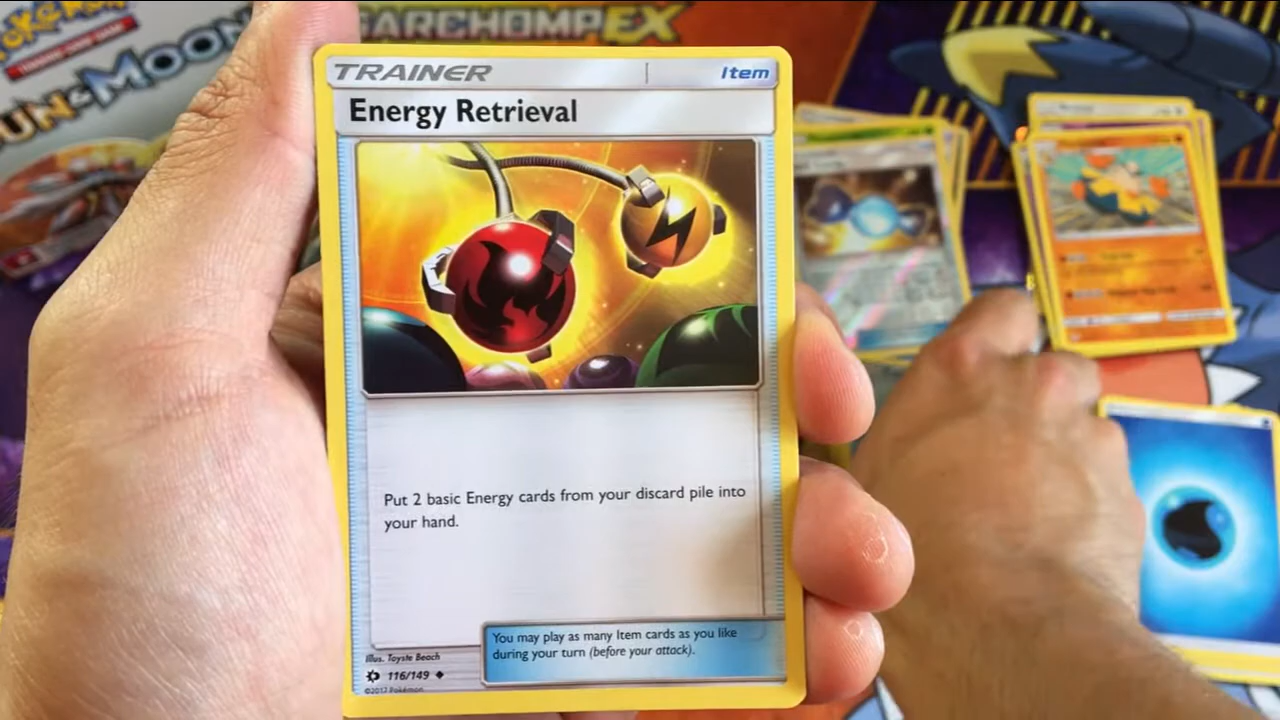 SUN & MOON
GARCHOMP EX
TRAINER
Item
Energy Retrieval
Put 2 basic Energy cards from your discard pile into
your hand.
You may play as many Item cards as you like
during your turn (before your attack).
Illus. Toyste Beach
116/149
©2017 Pokémon